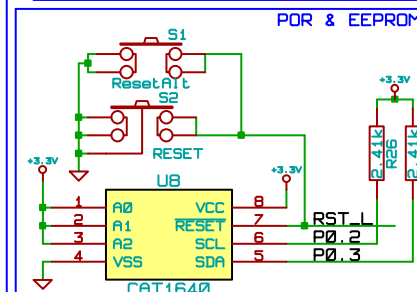 POR & EEPROM
S1
ResetAlt
S2
RESET
+3.3V
+3.3V
+3.3V
2.41k
R26
2.41k
U8
1 A0 VCC 8
2 A1 RESET 7 RST_L
3 A2 SCL 6 P0.2
4 VSS SDA 5 P0.3
CAT1640